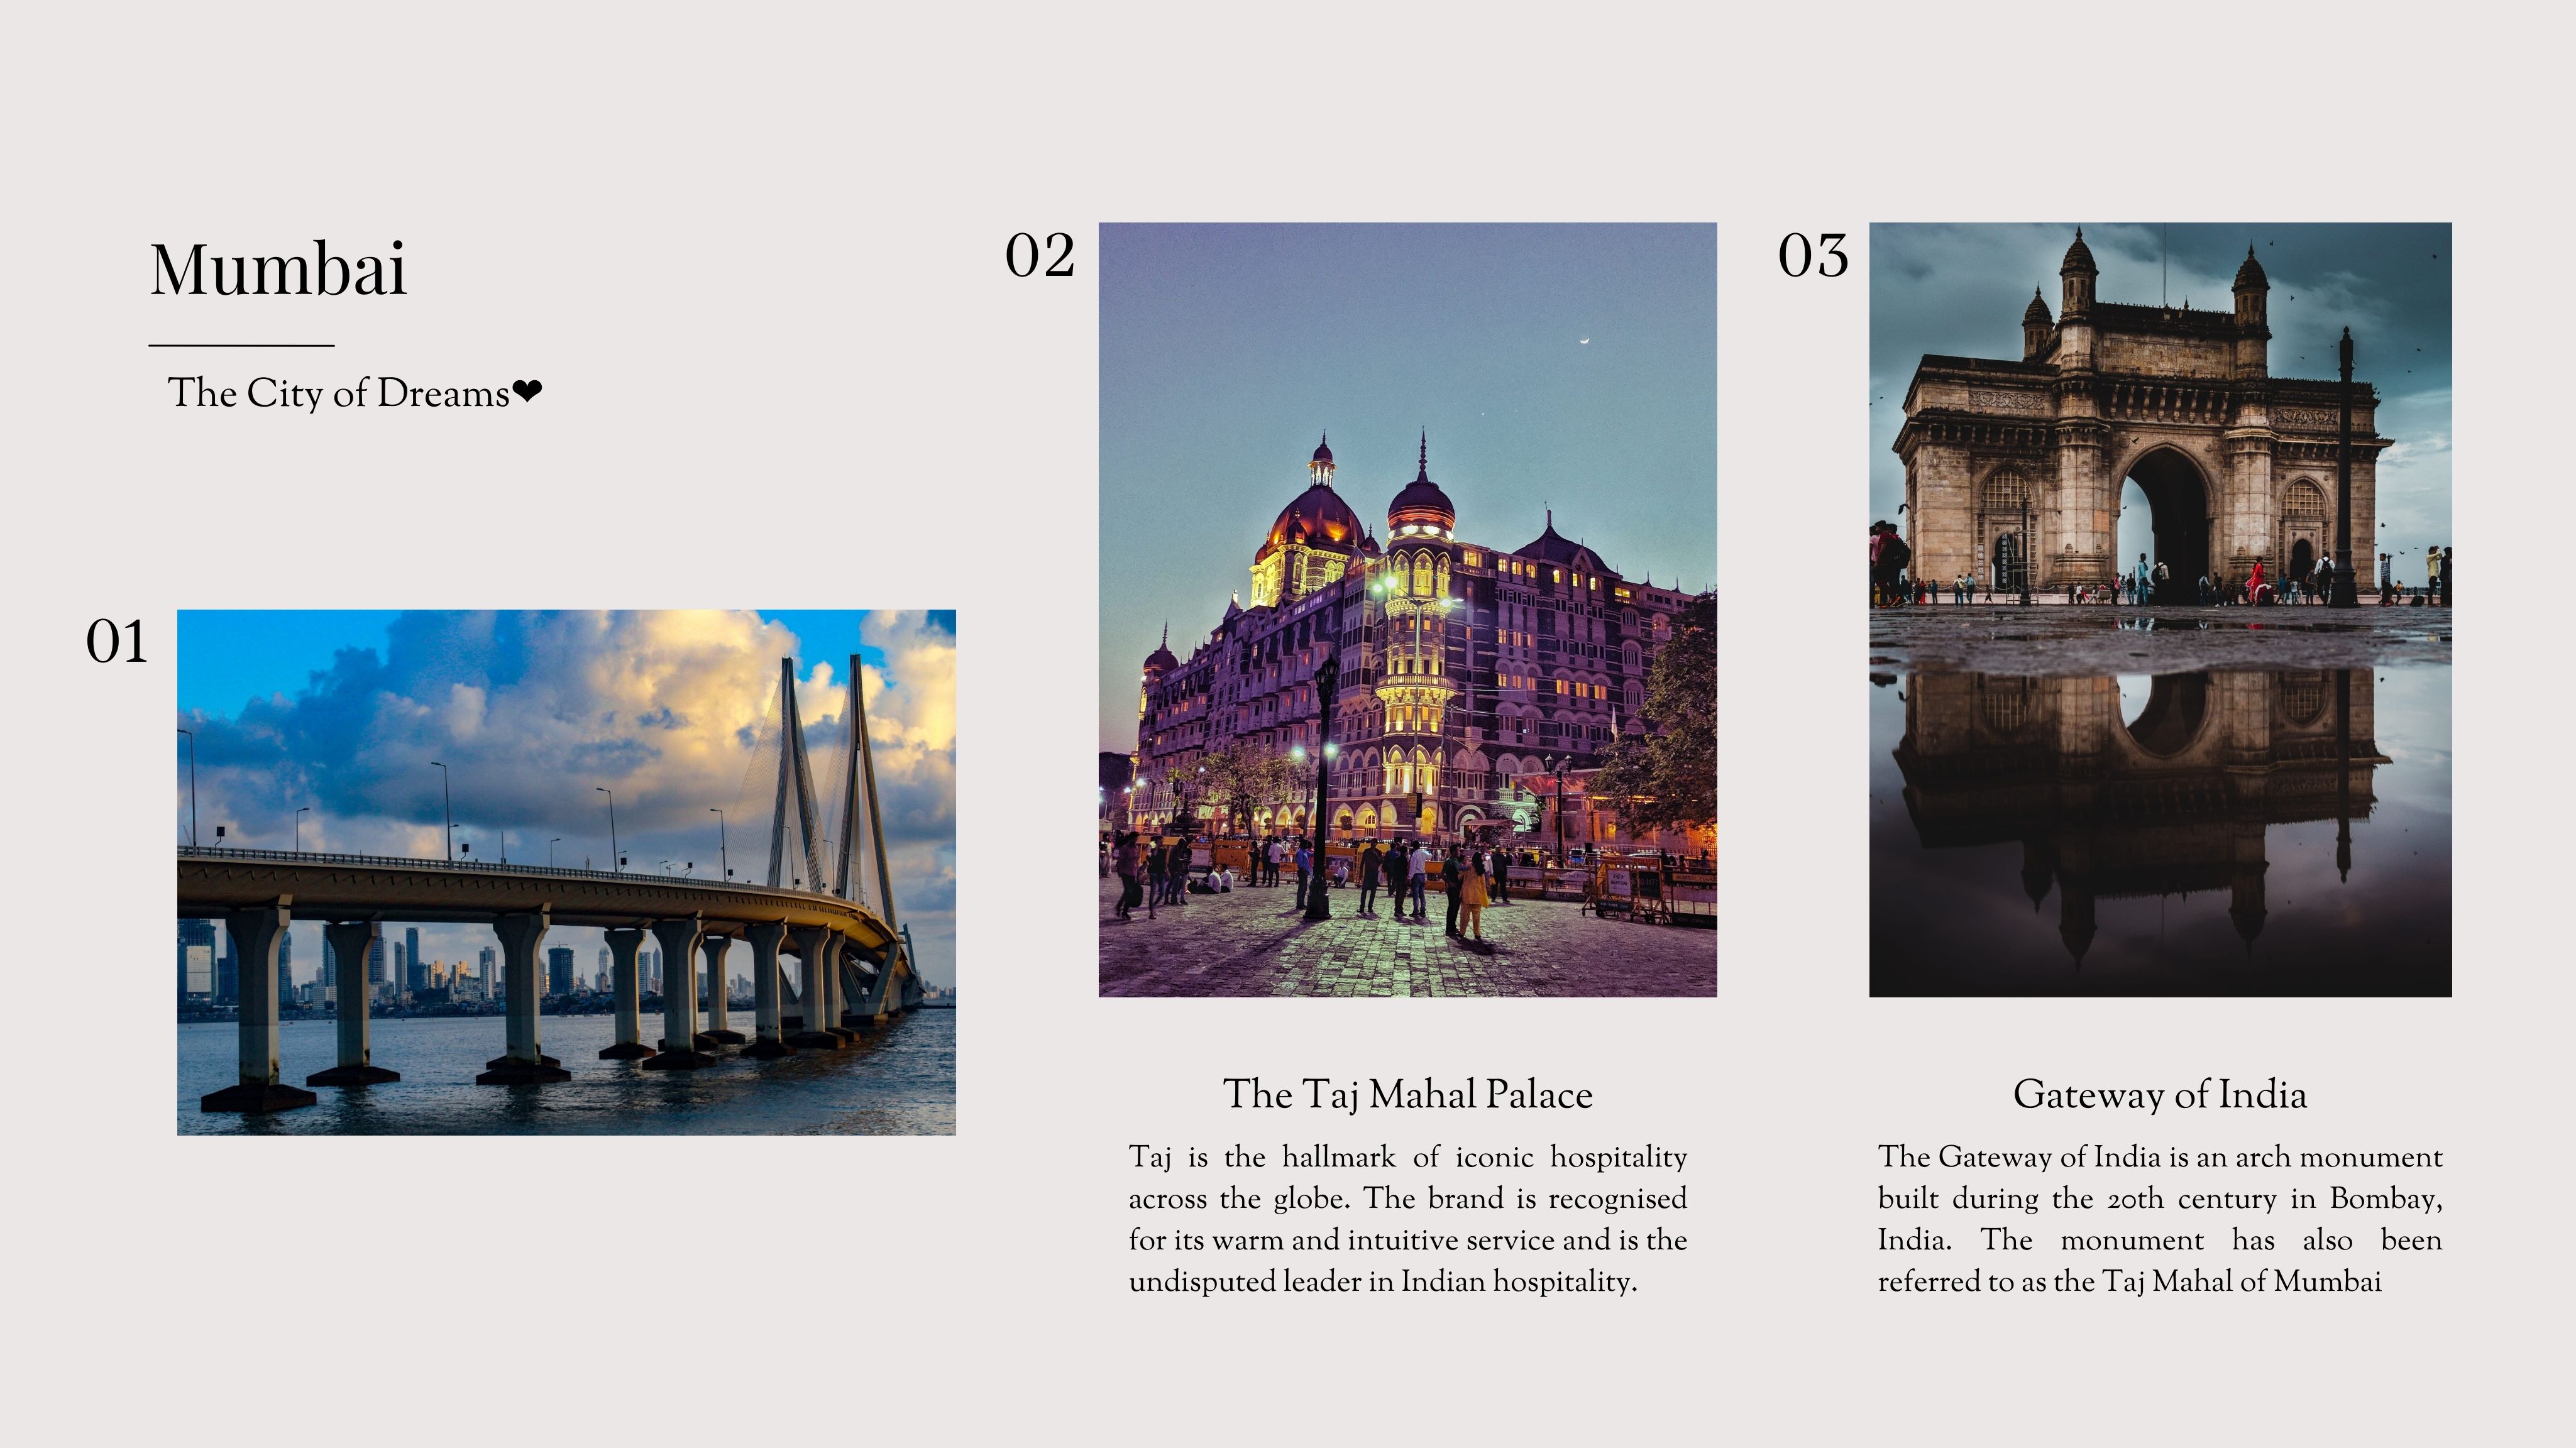 Mumbai
The City of Dreams❤
01
02
The Taj Mahal Palace
Taj is the hallmark of iconic hospitality
across the globe. The brand is recognised
for its warm and intuitive service and is the
undisputed leader in Indian hospitality.
03
Gateway of India
The Gateway of India is an arch monument
built during the 20th century in Bombay,
India. The monument has also been
referred to as the Taj Mahal of Mumbai